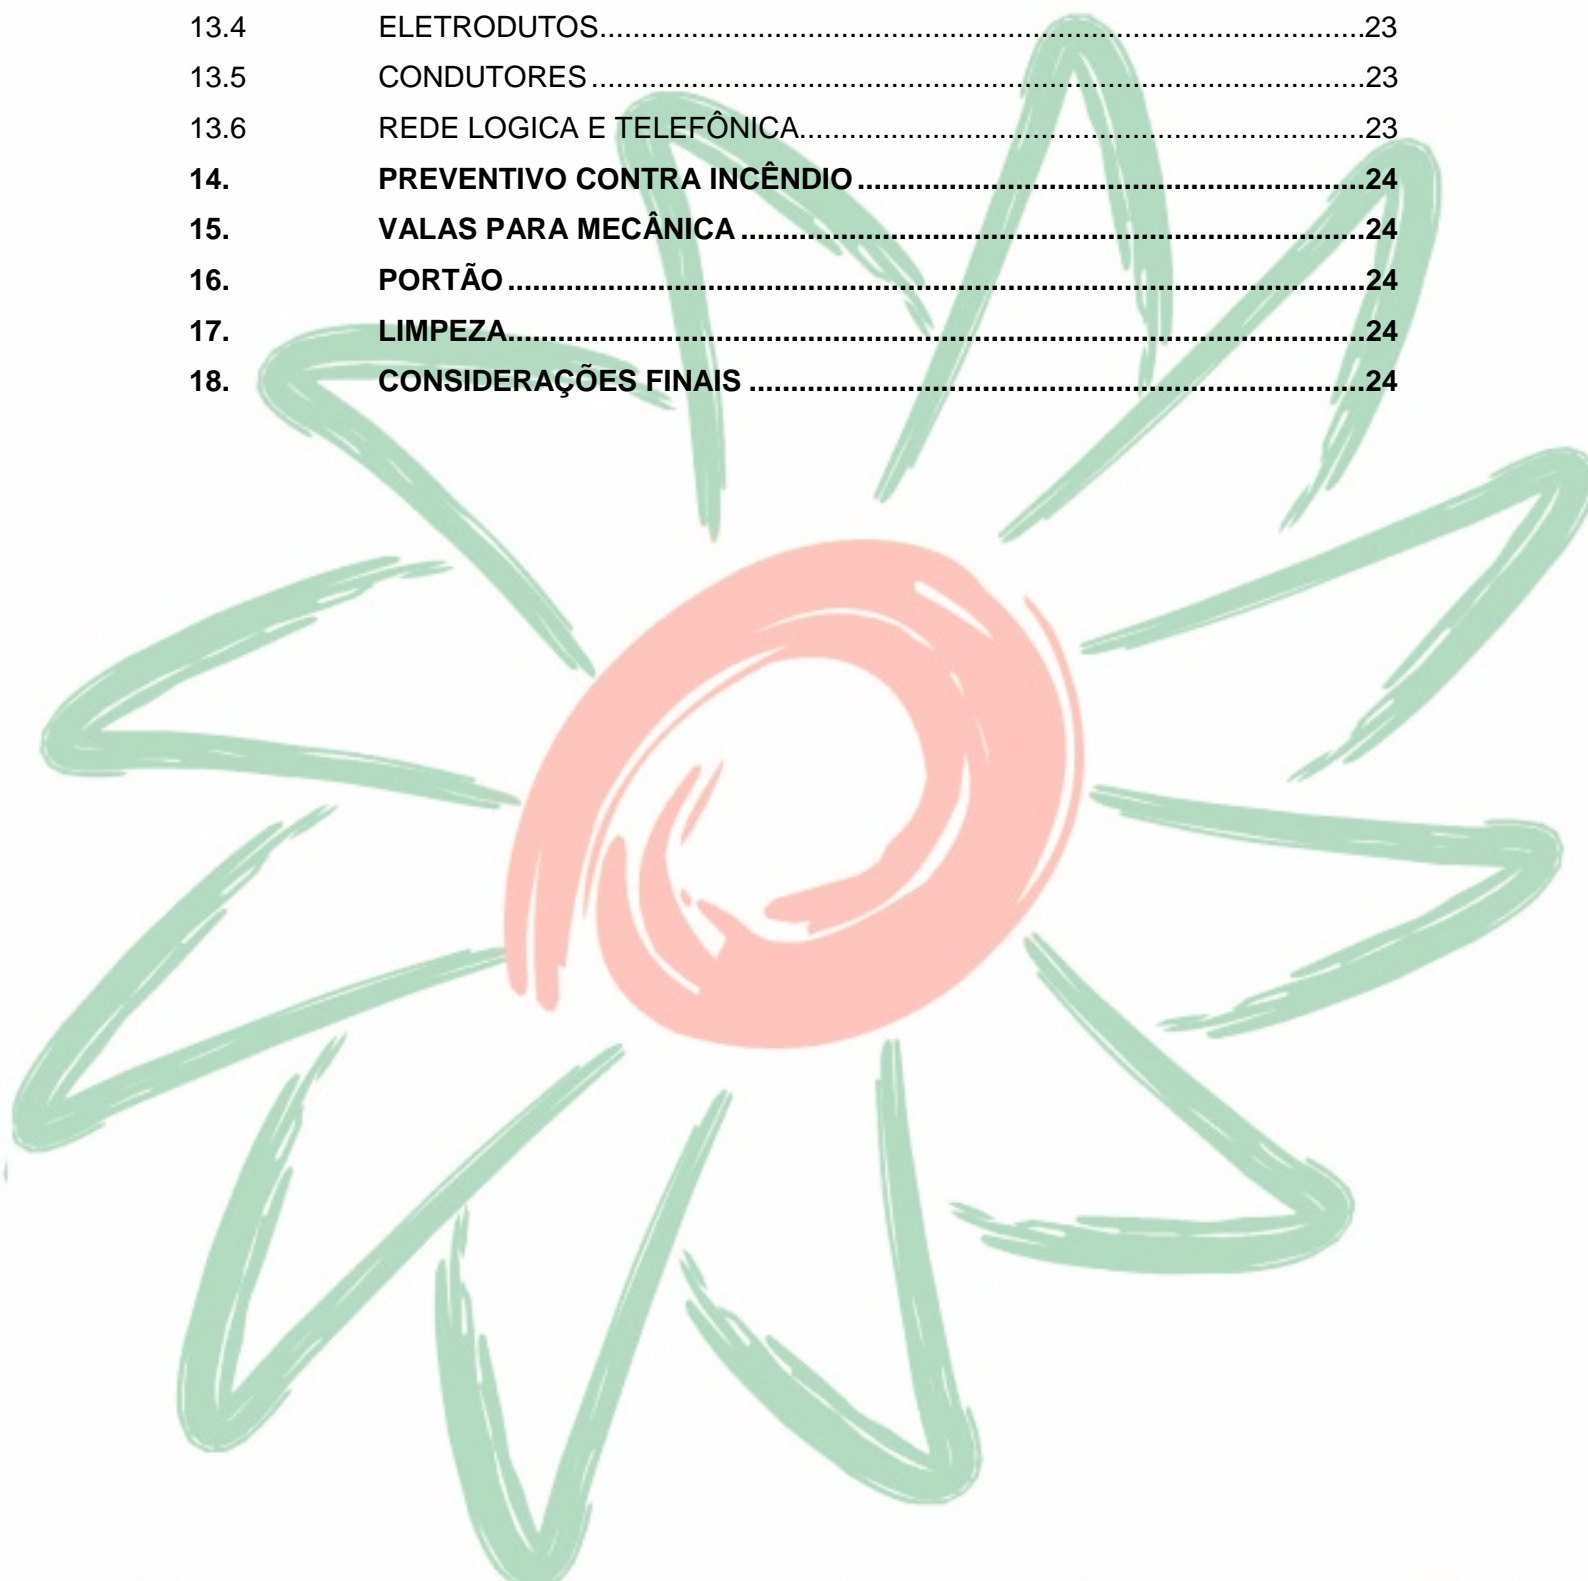 13.4 ELETRODUTOS....................................................................................23
13.5 CONDUTORES....................................................................................23
13.6 REDE LOGICA E TELEFÔNICA............................................................23
14. PREVENTIVO CONTRA INCÊNDIO............................................................24
15. VALAS PARA MECÂNICA............................................................24
16. PORTÃO....................................................................................24
17. LIMPEZA....................................................................................24
18. CONSIDERAÇÕES FINAIS............................................................24